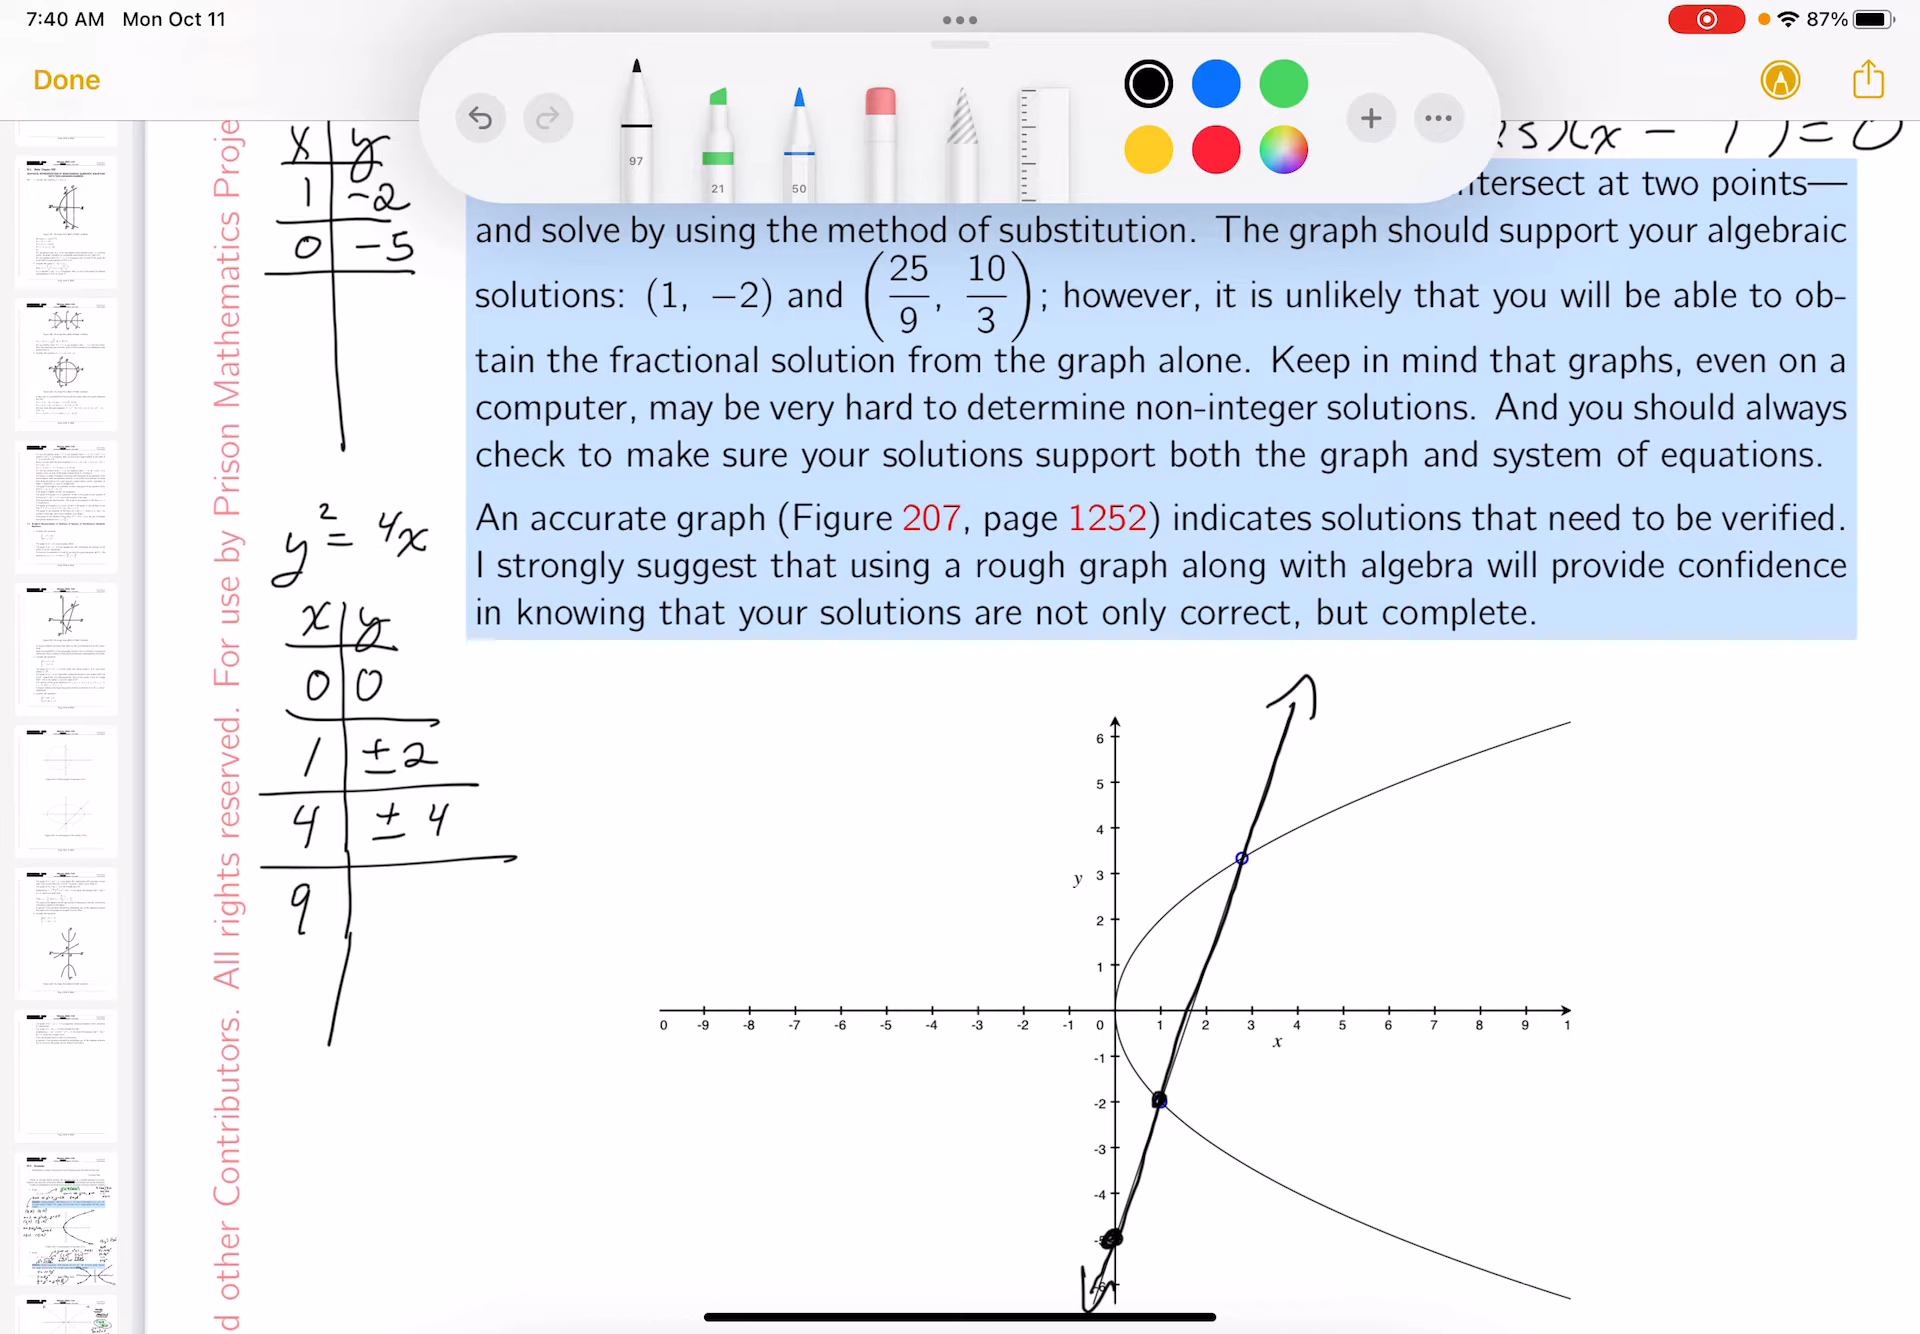 7:40 AM Mon Oct 11
87%
Done
97
21
50
x y
1 -2
0 -5
y² = 4x
x y
0 0
1 ±2
4 ±4
9
25)(x - 1) = 0
ntersect at two points—
and solve by using the method of substitution. The graph should support your algebraic
solutions: (1, −2) and (25/9, 10/3); however, it is unlikely that you will be able to ob-
tain the fractional solution from the graph alone. Keep in mind that graphs, even on a
computer, may be very hard to determine non-integer solutions. And you should always
check to make sure your solutions support both the graph and system of equations.
An accurate graph (Figure 207, page 1252) indicates solutions that need to be verified.
I strongly suggest that using a rough graph along with algebra will provide confidence
in knowing that your solutions are not only correct, but complete.
d other Contributors. All rights reserved. For use by Prison Mathematics Proje
6
5
4
y 3
2
1
0 -9 -8 -7 -6 -5 -4 -3 -2 -1 0 1 2 3 4 5 6 7 8 9 1
x
-1
-2
-3
-4